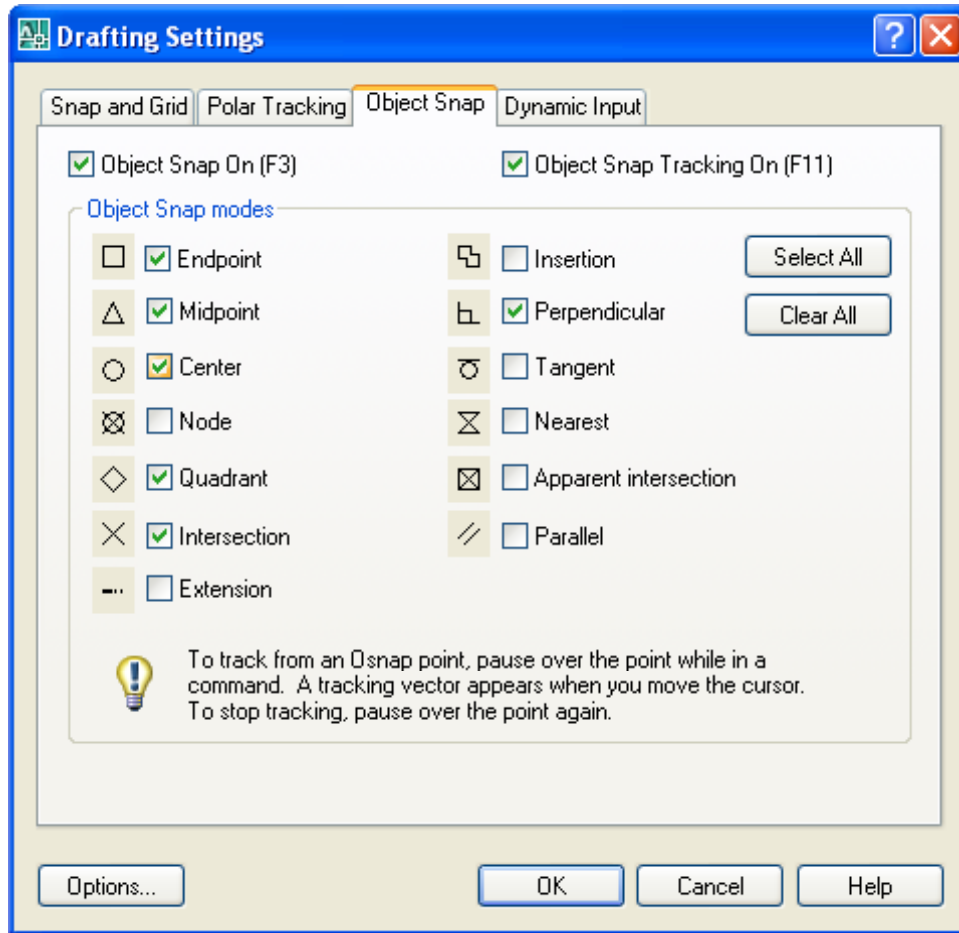 Drafting Settings
Snap and Grid
Polar Tracking
Object Snap
Dynamic Input
Object Snap On (F3)
Object Snap Tracking On (F11)
Object Snap modes
Endpoint
Midpoint
Center
Node
Quadrant
Intersection
Extension
Insertion
Perpendicular
Tangent
Nearest
Apparent intersection
Parallel
Select All
Clear All
To track from an Osnap point, pause over the point while in a
command. A tracking vector appears when you move the cursor.
To stop tracking, pause over the point again.
Options...
OK
Cancel
Help